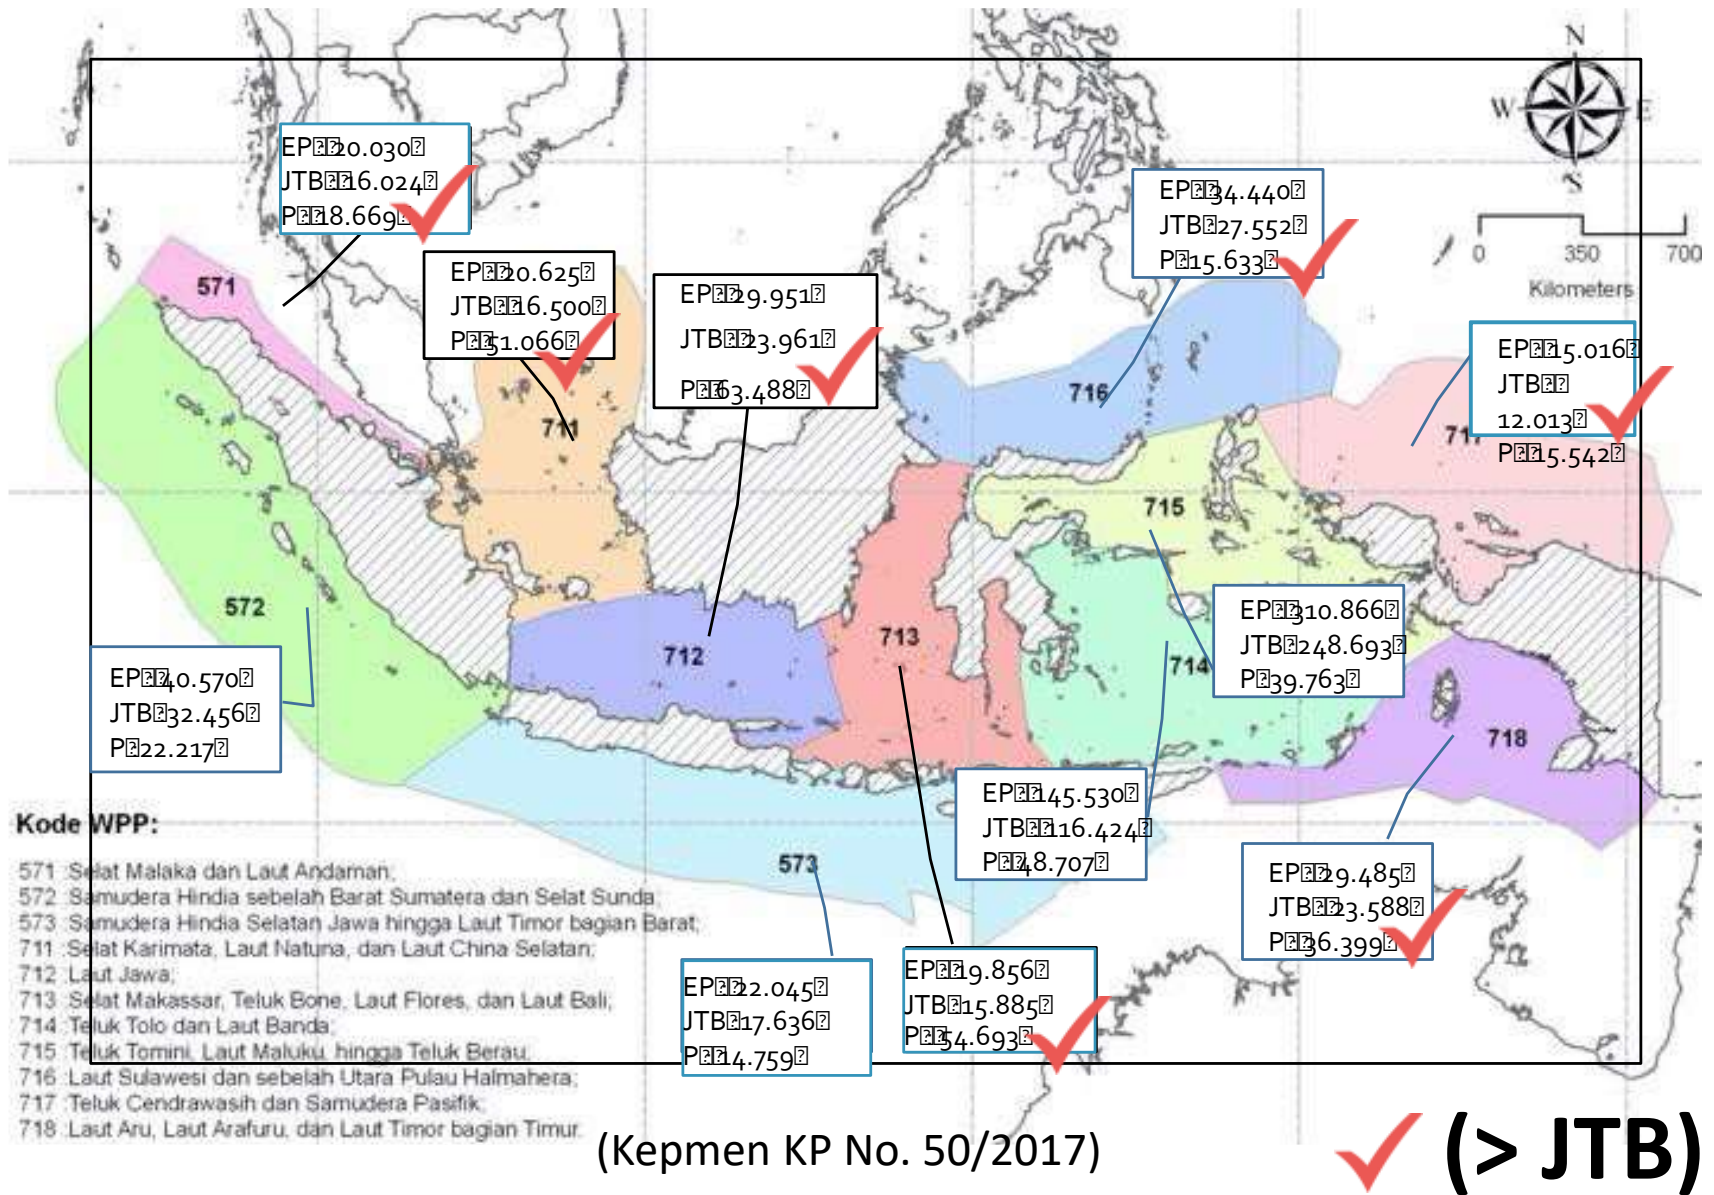 N
W
E
S
0 350 700
Kilometers
EP 20.030
JTB 16.024
P 18.669
EP 20.625
JTB 16.500
P 51.066
EP 29.951
JTB 23.961
P 63.488
EP 34.440
JTB 27.552
P 15.633
EP 15.016
JTB
12.013
P 15.542
571
711
716
717
715
572
712
713
714
718
573
EP 310.866
JTB 248.693
P 39.763
EP 40.570
JTB 32.456
P 22.217
EP 145.530
JTB 116.424
P 48.707
EP 29.485
JTB 23.588
P 36.399
EP 22.045
JTB 17.636
P 14.759
EP 19.856
JTB 15.885
P 54.693
Kode WPP:
571 Selat Malaka dan Laut Andaman;
572 Samudera Hindia sebelah Barat Sumatera dan Selat Sunda;
573 Samudera Hindia Selatan Jawa hingga Laut Timor bagian Barat;
711 Selat Karimata, Laut Natuna, dan Laut China Selatan;
712 Laut Jawa;
713 Selat Makassar, Teluk Bone, Laut Flores, dan Laut Bali;
714 Teluk Tolo dan Laut Banda;
715 Teluk Tomini, Laut Maluku, hingga Teluk Berau;
716 Laut Sulawesi dan sebelah Utara Pulau Halmahera;
717 Teluk Cendrawasih dan Samudera Pasifik;
718 Laut Aru, Laut Arafuru, dan Laut Timor bagian Timur.
(Kepmen KP No. 50/2017)
(> JTB)